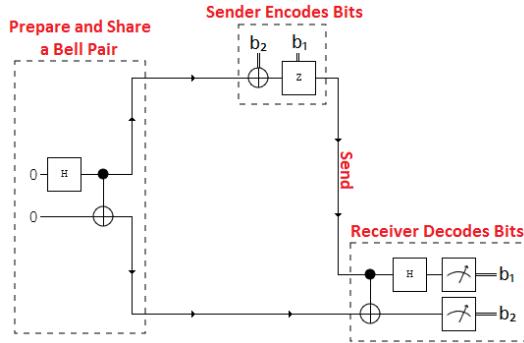 Prepare and Share
a Bell Pair
Sender Encodes Bits
b₂ b₁
Z
0 H
0
Send
Receiver Decodes Bits
H b₁
b₂